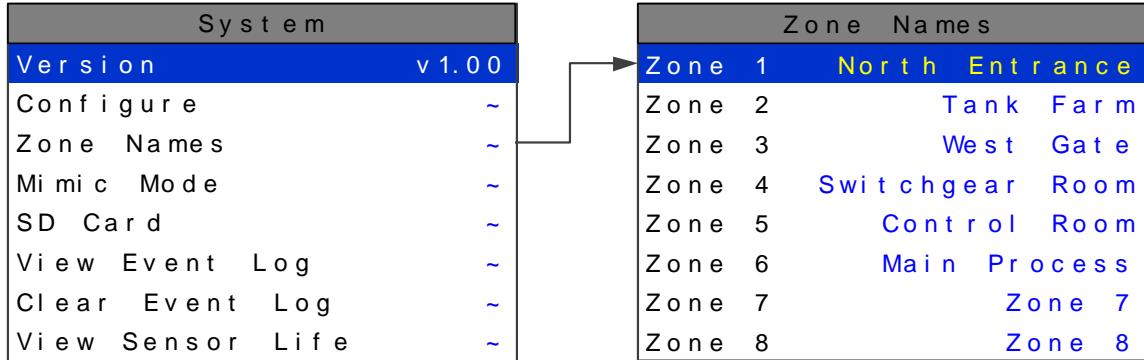 System
Version v1.00
Configure ~
Zone Names ~
Mimic Mode ~
SD Card ~
View Event Log ~
Clear Event Log ~
View Sensor Life ~
Zone Names
Zone 1 North Entrance
Zone 2 Tank Farm
Zone 3 West Gate
Zone 4 Switchgear Room
Zone 5 Control Room
Zone 6 Main Process
Zone 7 Zone 7
Zone 8 Zone 8